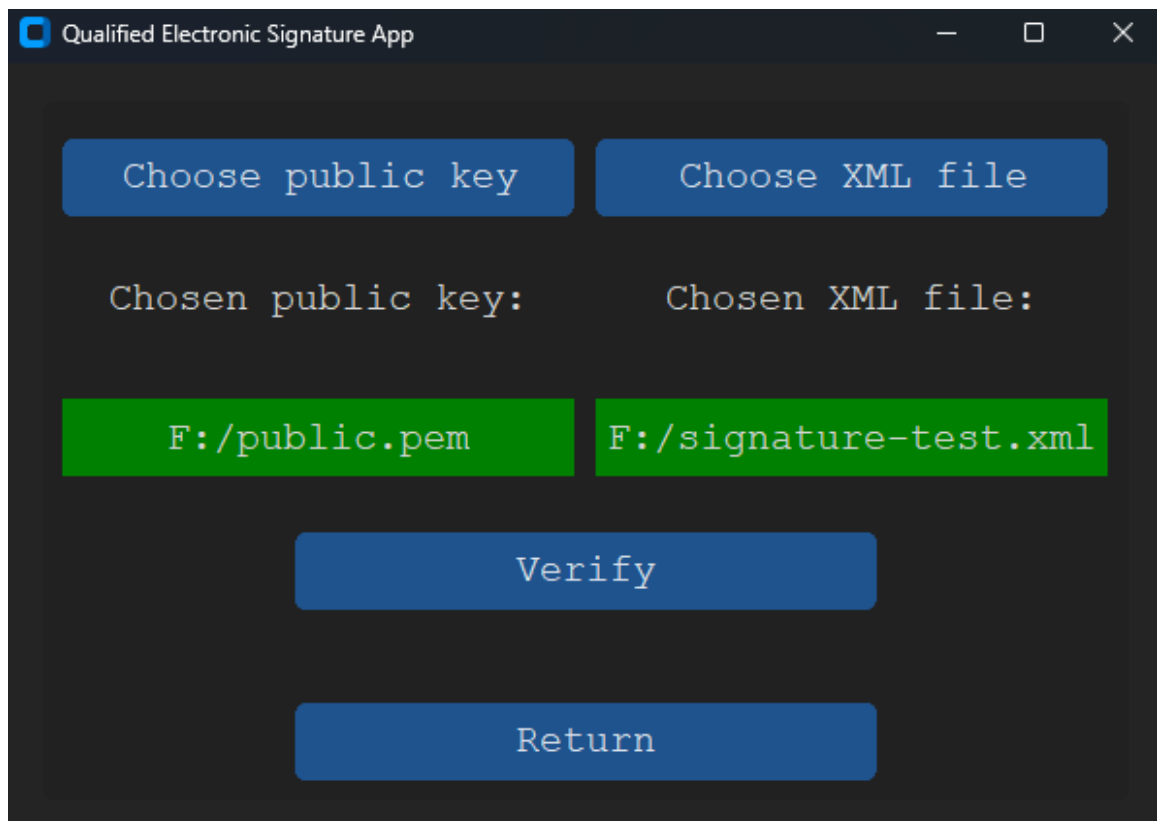 Qualified Electronic Signature App
Choose public key
Choose XML file
Chosen public key:
Chosen XML file:
F:/public.pem
F:/signature-test.xml
Verify
Return